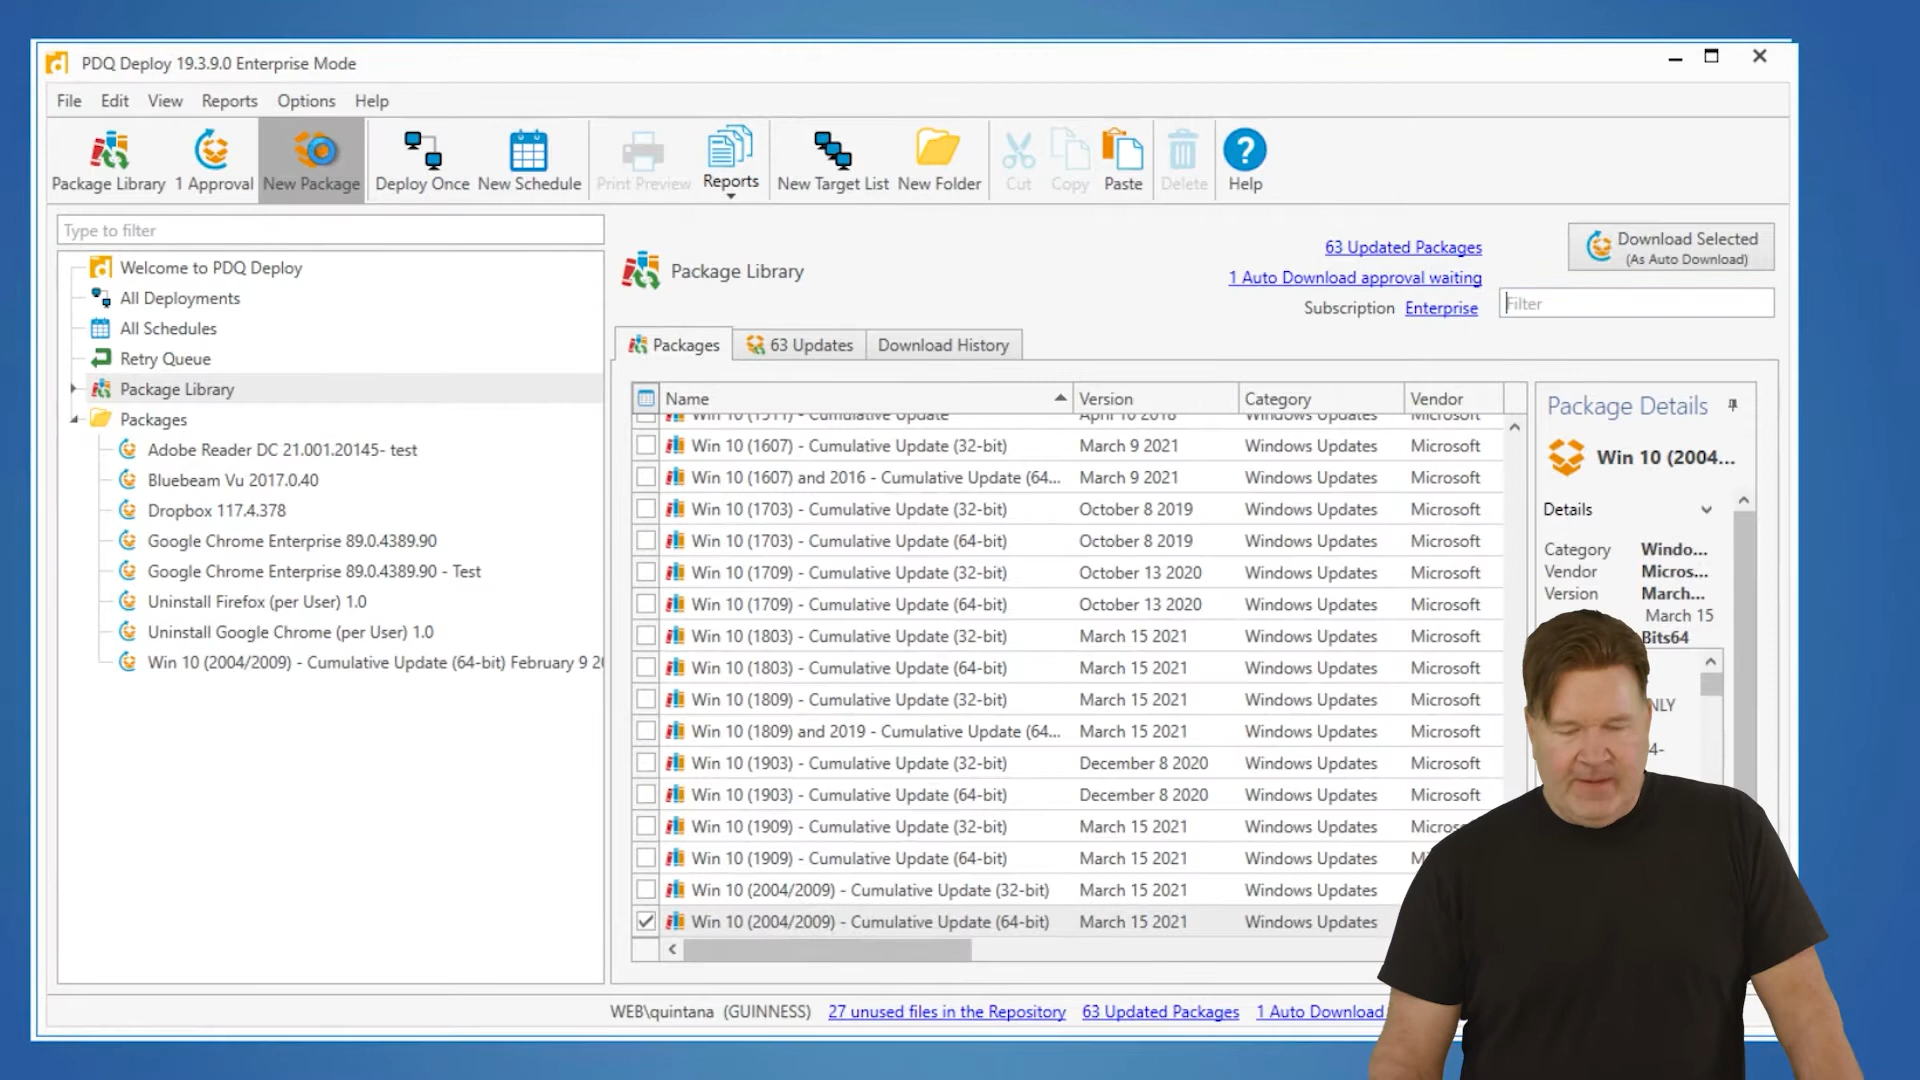 PDQ Deploy 19.3.9.0 Enterprise Mode
File Edit View Reports Options Help
Package Library 1 Approval New Package Deploy Once New Schedule Print Preview Reports New Target List New Folder Cut Copy Paste Delete Help
Type to filter
Welcome to PDQ Deploy
All Deployments
All Schedules
Retry Queue
Package Library
Packages
Adobe Reader DC 21.001.20145- test
Bluebeam Vu 2017.0.40
Dropbox 117.4.378
Google Chrome Enterprise 89.0.4389.90
Google Chrome Enterprise 89.0.4389.90 - Test
Uninstall Firefox (per User) 1.0
Uninstall Google Chrome (per User) 1.0
Win 10 (2004/2009) - Cumulative Update (64-bit) February 9 20
Package Library
63 Updated Packages
1 Auto Download approval waiting
Subscription Enterprise
Download Selected
(As Auto Download)
Filter
Packages 63 Updates Download History
Name Version Category Vendor
Win 10 (1511) - Cumulative Update April 10 2018 Windows Updates Microsoft
Win 10 (1607) - Cumulative Update (32-bit) March 9 2021 Windows Updates Microsoft
Win 10 (1607) and 2016 - Cumulative Update (64... March 9 2021 Windows Updates Microsoft
Win 10 (1703) - Cumulative Update (32-bit) October 8 2019 Windows Updates Microsoft
Win 10 (1703) - Cumulative Update (64-bit) October 8 2019 Windows Updates Microsoft
Win 10 (1709) - Cumulative Update (32-bit) October 13 2020 Windows Updates Microsoft
Win 10 (1709) - Cumulative Update (64-bit) October 13 2020 Windows Updates Microsoft
Win 10 (1803) - Cumulative Update (32-bit) March 15 2021 Windows Updates Microsoft
Win 10 (1803) - Cumulative Update (64-bit) March 15 2021 Windows Updates Microsoft
Win 10 (1809) - Cumulative Update (32-bit) March 15 2021 Windows Updates Microsoft
Win 10 (1809) and 2019 - Cumulative Update (64... March 15 2021 Windows Updates Microsoft
Win 10 (1903) - Cumulative Update (32-bit) December 8 2020 Windows Updates Microsoft
Win 10 (1903) - Cumulative Update (64-bit) December 8 2020 Windows Updates Microsoft
Win 10 (1909) - Cumulative Update (32-bit) March 15 2021 Windows Updates Micros
Win 10 (1909) - Cumulative Update (64-bit) March 15 2021 Windows Updates M
Win 10 (2004/2009) - Cumulative Update (32-bit) March 15 2021 Windows Updates
Win 10 (2004/2009) - Cumulative Update (64-bit) March 15 2021 Windows Updates
Package Details
Win 10 (2004...
Details
Category Windo...
Vendor Micros...
Version March...
March 15
Bits64
NLY
4-
WEB\quintana (GUINNESS) 27 unused files in the Repository 63 Updated Packages 1 Auto Download